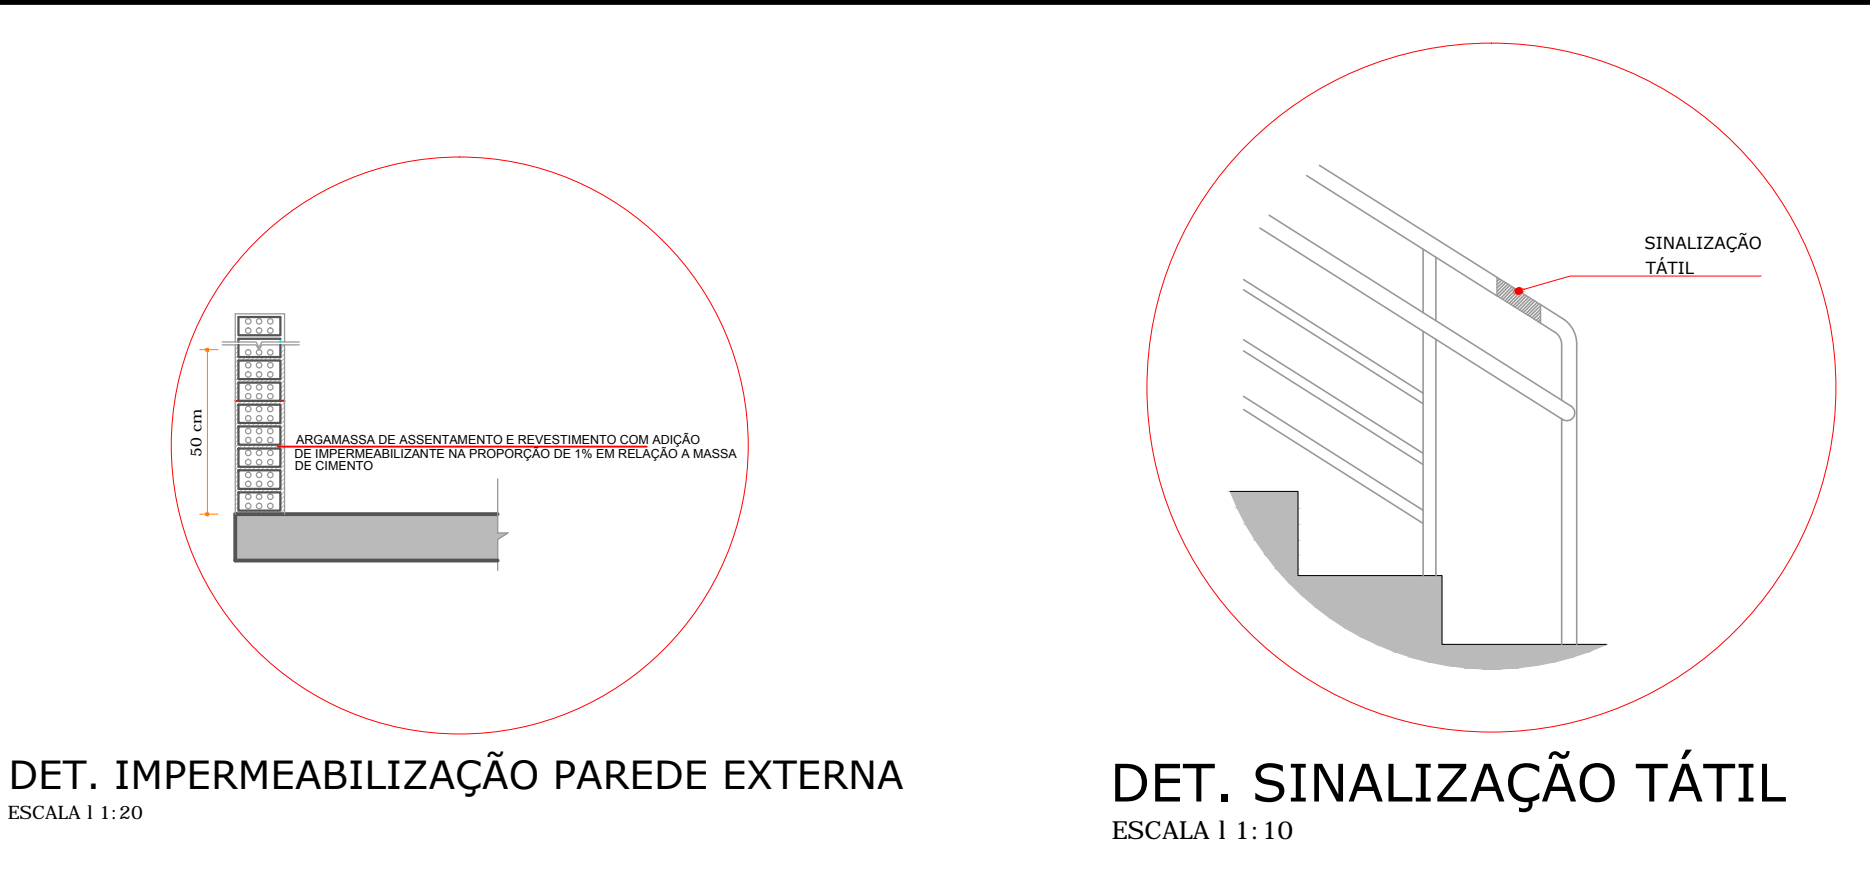 50 cm
ARGAMASSA DE ASSENTAMENTO E REVESTIMENTO COM ADIÇÃO
DE IMPERMEABILIZANTE NA PROPORÇÃO DE 1% EM RELAÇÃO A MASSA
DE CIMENTO
DET. IMPERMEABILIZAÇÃO PAREDE EXTERNA
ESCALA l 1:20
SINALIZAÇÃO
TÁTIL
DET. SINALIZAÇÃO TÁTIL
ESCALA l 1:10